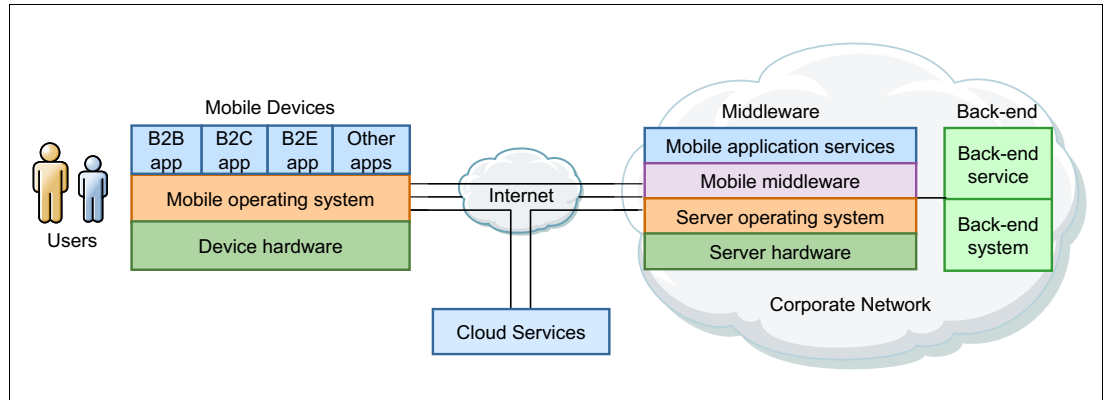 Mobile Devices
B2B
app
B2C
app
B2E
app
Other
apps
Mobile operating system
Device hardware
Users
Internet
Cloud Services
Middleware
Mobile application services
Mobile middleware
Server operating system
Server hardware
Back-end
Back-end
service
Back-end
system
Corporate Network